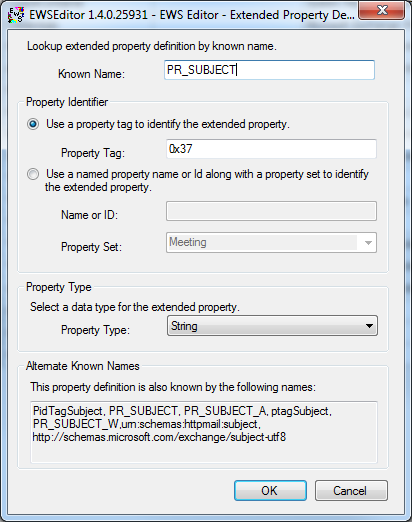 EWSEditor 1.4.0.25931 - EWS Editor - Extended Property De...
Lookup extended property definition by known name.
Known Name: PR_SUBJECT
Property Identifier
Use a property tag to identify the extended property.
Property Tag: 0x37
Use a named property name or Id along with a property set to identify
the extended property.
Name or ID:
Property Set: Meeting
Property Type
Select a data type for the extended property.
Property Type: String
Alternate Known Names
This property definition is also known by the following names:
PidTagSubject, PR_SUBJECT, PR_SUBJECT_A, ptagSubject,
PR_SUBJECT_W,urn:schemas:httpmail:subject,
http://schemas.microsoft.com/exchange/subject-utf8
OK Cancel